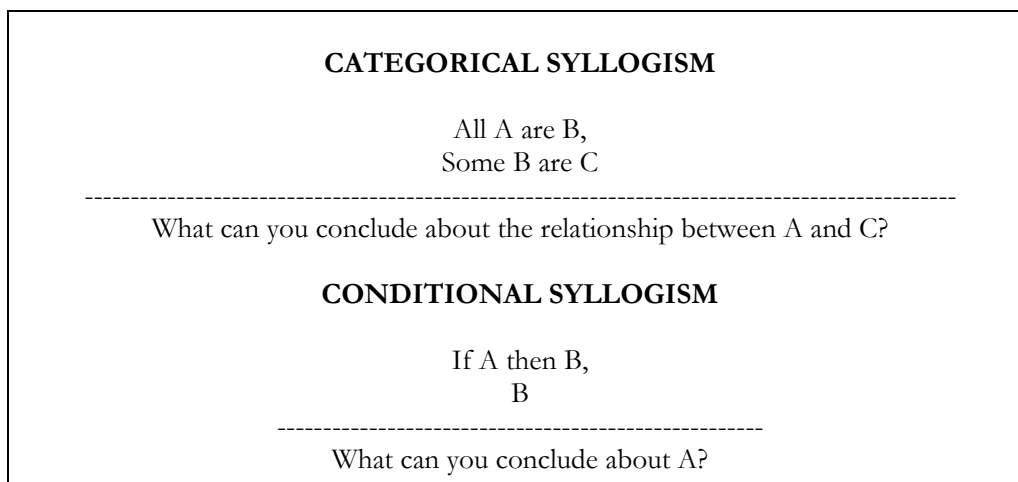 CATEGORICAL SYLLOGISM
All A are B,
Some B are C
-------------------------------------------------------------------------------------------------
What can you conclude about the relationship between A and C?
CONDITIONAL SYLLOGISM
If A then B,
B
------------------------------------------------------
What can you conclude about A?